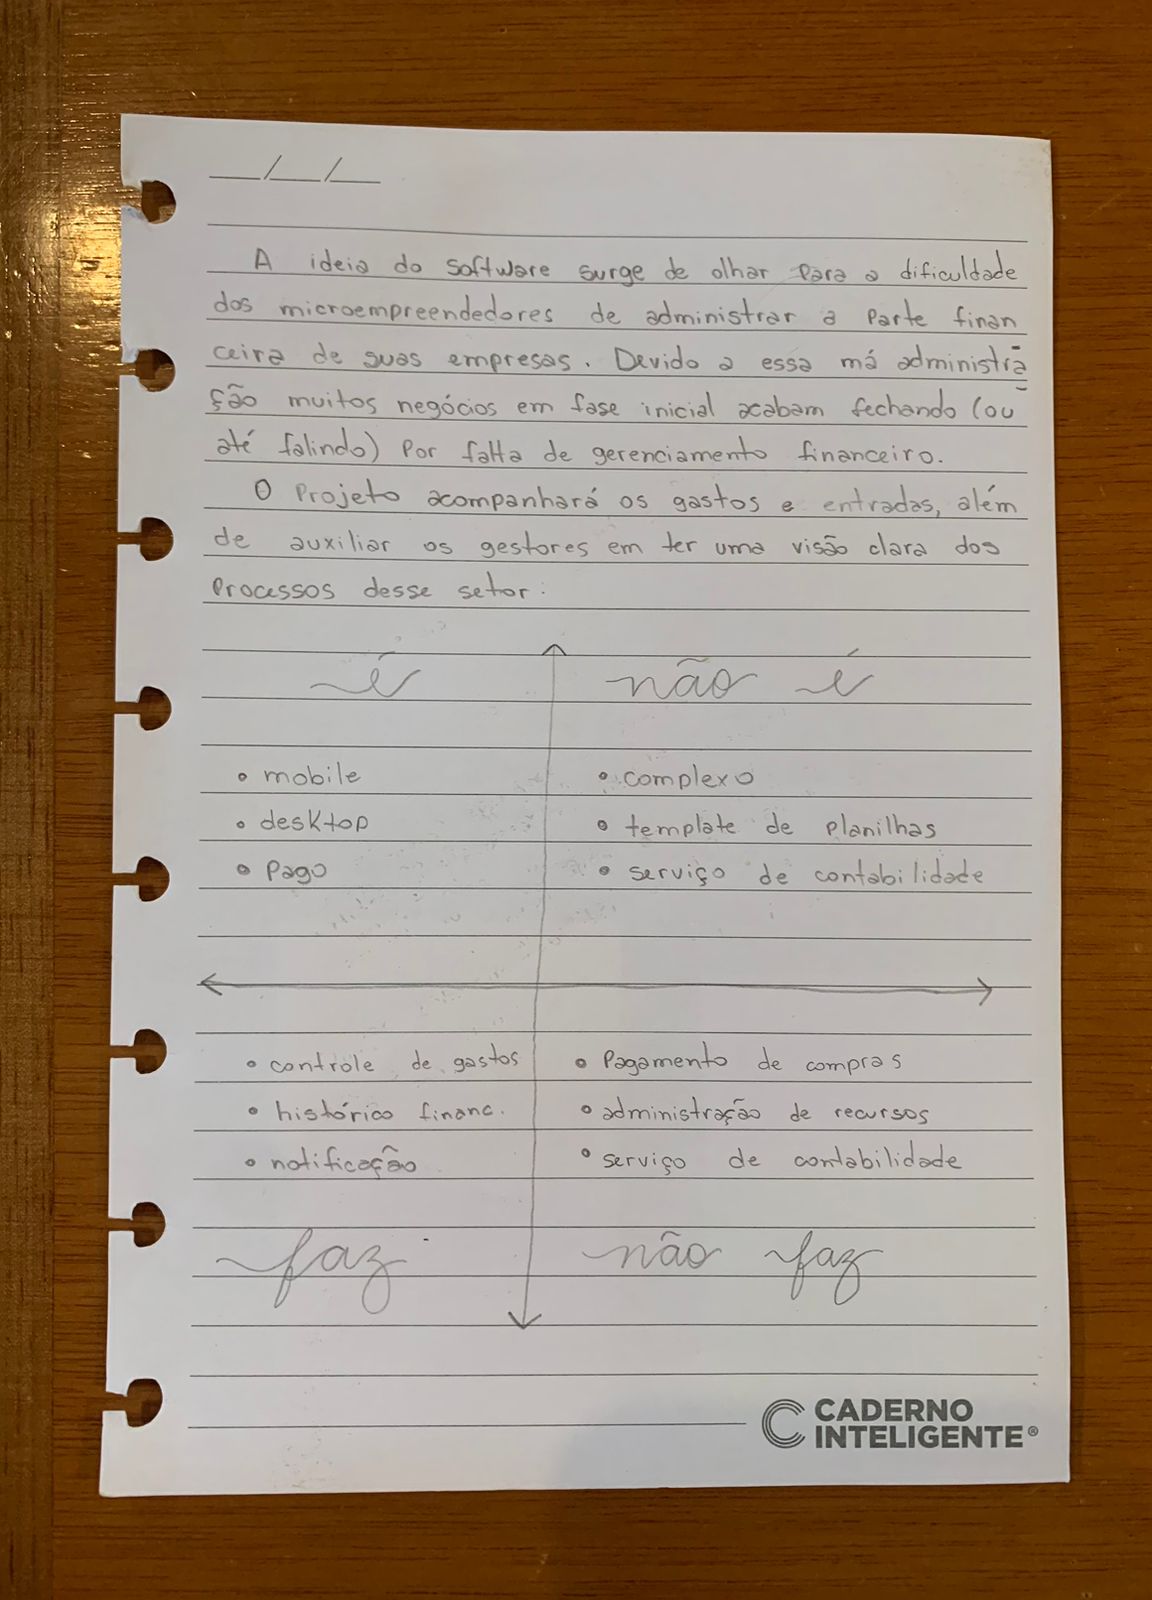 __/__/__
A ideia do software surge de olhar para a dificuldade
dos microempreendedores de administrar a parte finan
ceira de suas empresas. Devido a essa má administra
ção muitos negócios em fase inicial acabam fechando (ou
até falindo) por falta de gerenciamento financeiro.
O projeto acompanhará os gastos e entradas, além
de auxiliar os gestores em ter uma visão clara dos
processos desse setor.
é não é
• mobile • complexo
• desktop • template de planilhas
• pago • serviço de contabilidade
• controle de gastos • pagamento de compras
• histórico financ. • administração de recursos
• notificação • serviço de contabilidade
faz não faz
CADERNO
INTELIGENTE®